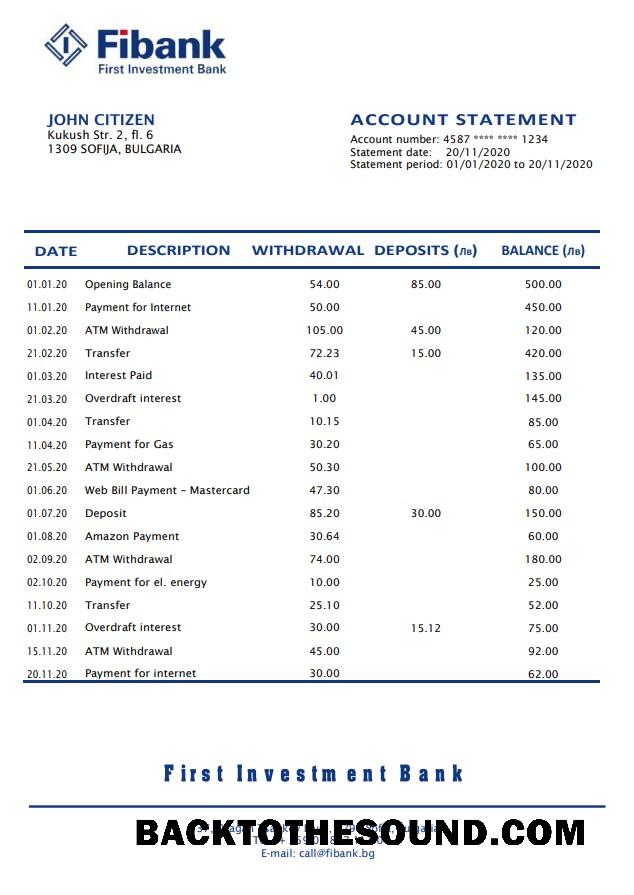 Fibank
First Investment Bank
JOHN CITIZEN
Kukush Str. 2, fl. 6
1309 SOFIJA, BULGARIA
ACCOUNT STATEMENT
Account number: 4587 **** **** 1234
Statement date: 20/11/2020
Statement period: 01/01/2020 to 20/11/2020
DATE DESCRIPTION WITHDRAWAL DEPOSITS (лв) BALANCE (лв)
01.01.20 Opening Balance 54.00 85.00 500.00
11.01.20 Payment for Internet 50.00 450.00
01.02.20 ATM Withdrawal 105.00 45.00 120.00
21.02.20 Transfer 72.23 15.00 420.00
01.03.20 Interest Paid 40.01 135.00
21.03.20 Overdraft interest 1.00 145.00
01.04.20 Transfer 10.15 85.00
11.04.20 Payment for Gas 30.20 65.00
21.05.20 ATM Withdrawal 50.30 100.00
01.06.20 Web Bill Payment – Mastercard 47.30 80.00
01.07.20 Deposit 85.20 30.00 150.00
01.08.20 Amazon Payment 30.64 60.00
02.09.20 ATM Withdrawal 74.00 180.00
02.10.20 Payment for el. energy 10.00 25.00
11.10.20 Transfer 25.10 52.00
01.11.20 Overdraft interest 30.00 15.12 75.00
15.11.20 ATM Withdrawal 45.00 92.00
20.11.20 Payment for internet 30.00 62.00
First Investment Bank
BACKTOTHESOUND.COM
E-mail: call@fibank.bg